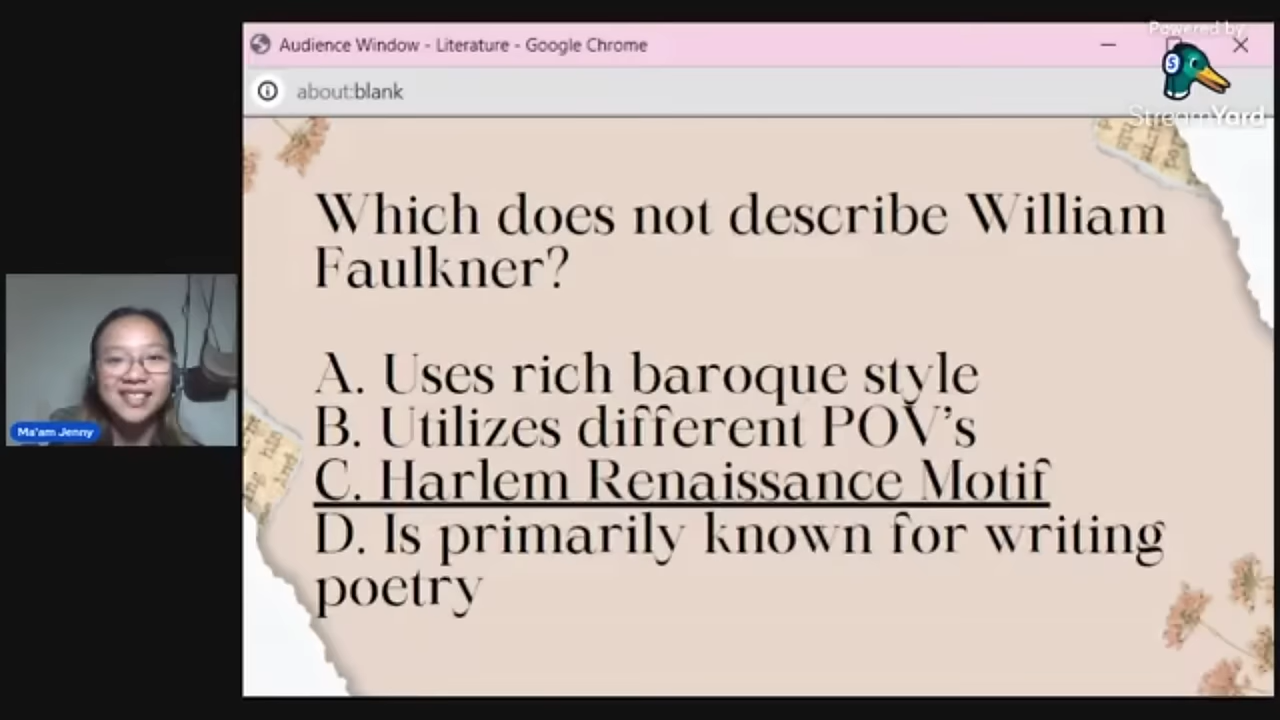 Audience Window - Literature - Google Chrome
Powered by
about:blank
StreamYard
Which does not describe William
Faulkner?
A. Uses rich baroque style
B. Utilizes different POV's
C. Harlem Renaissance Motif
D. Is primarily known for writing
poetry
Ma'am Jenny